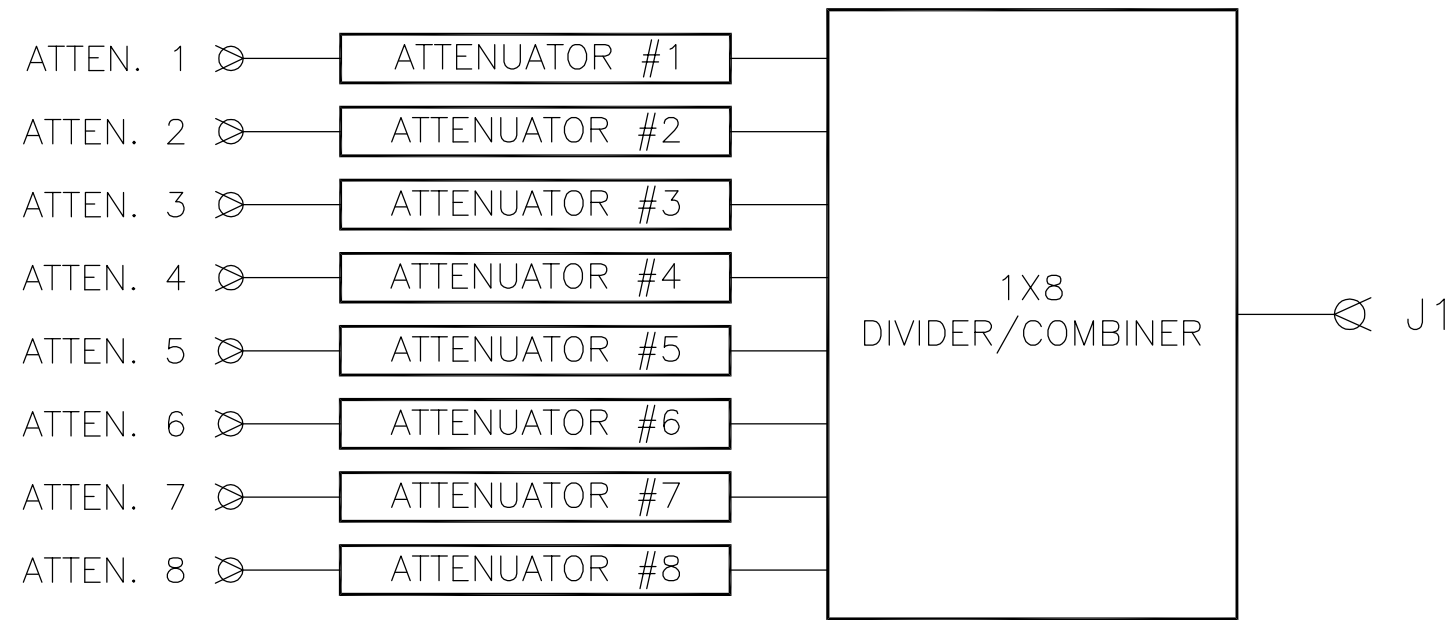 ATTEN. 1 ATTENUATOR #1
ATTEN. 2 ATTENUATOR #2
ATTEN. 3 ATTENUATOR #3
ATTEN. 4 ATTENUATOR #4
ATTEN. 5 ATTENUATOR #5
ATTEN. 6 ATTENUATOR #6
ATTEN. 7 ATTENUATOR #7
ATTEN. 8 ATTENUATOR #8
1X8
DIVIDER/COMBINER
J1